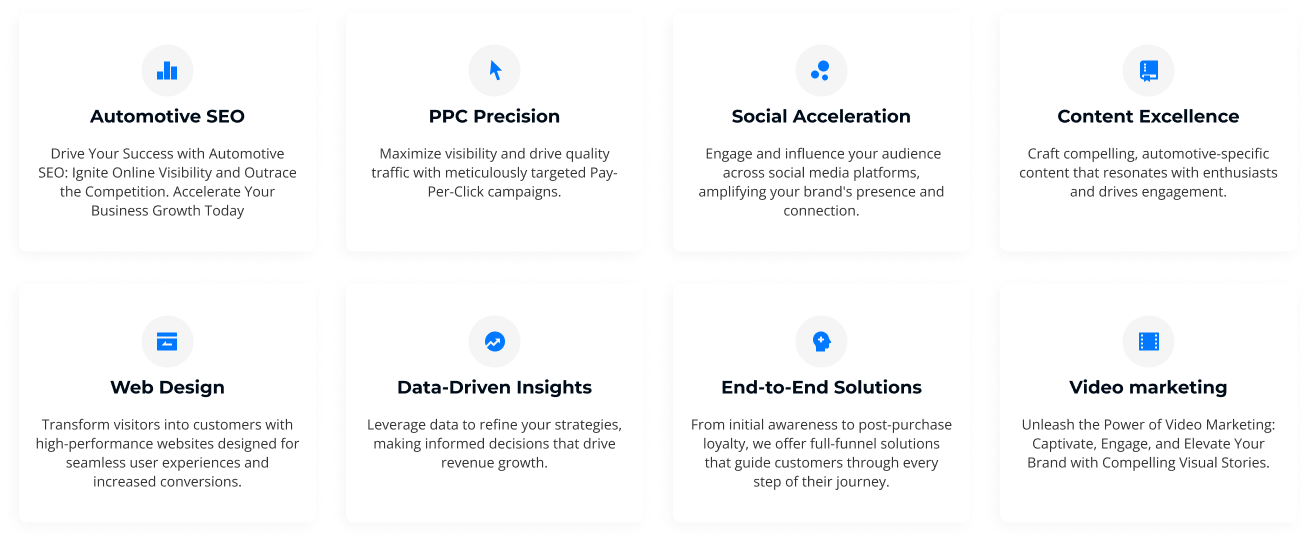 Automotive SEO
Drive Your Success with Automotive
SEO: Ignite Online Visibility and Outrace
the Competition. Accelerate Your
Business Growth Today
PPC Precision
Maximize visibility and drive quality
traffic with meticulously targeted Pay-
Per-Click campaigns.
Social Acceleration
Engage and influence your audience
across social media platforms,
amplifying your brand's presence and
connection.
Content Excellence
Craft compelling, automotive-specific
content that resonates with enthusiasts
and drives engagement.
Web Design
Transform visitors into customers with
high-performance websites designed for
seamless user experiences and
increased conversions.
Data-Driven Insights
Leverage data to refine your strategies,
making informed decisions that drive
revenue growth.
End-to-End Solutions
From initial awareness to post-purchase
loyalty, we offer full-funnel solutions
that guide customers through every
step of their journey.
Video marketing
Unleash the Power of Video Marketing:
Captivate, Engage, and Elevate Your
Brand with Compelling Visual Stories.